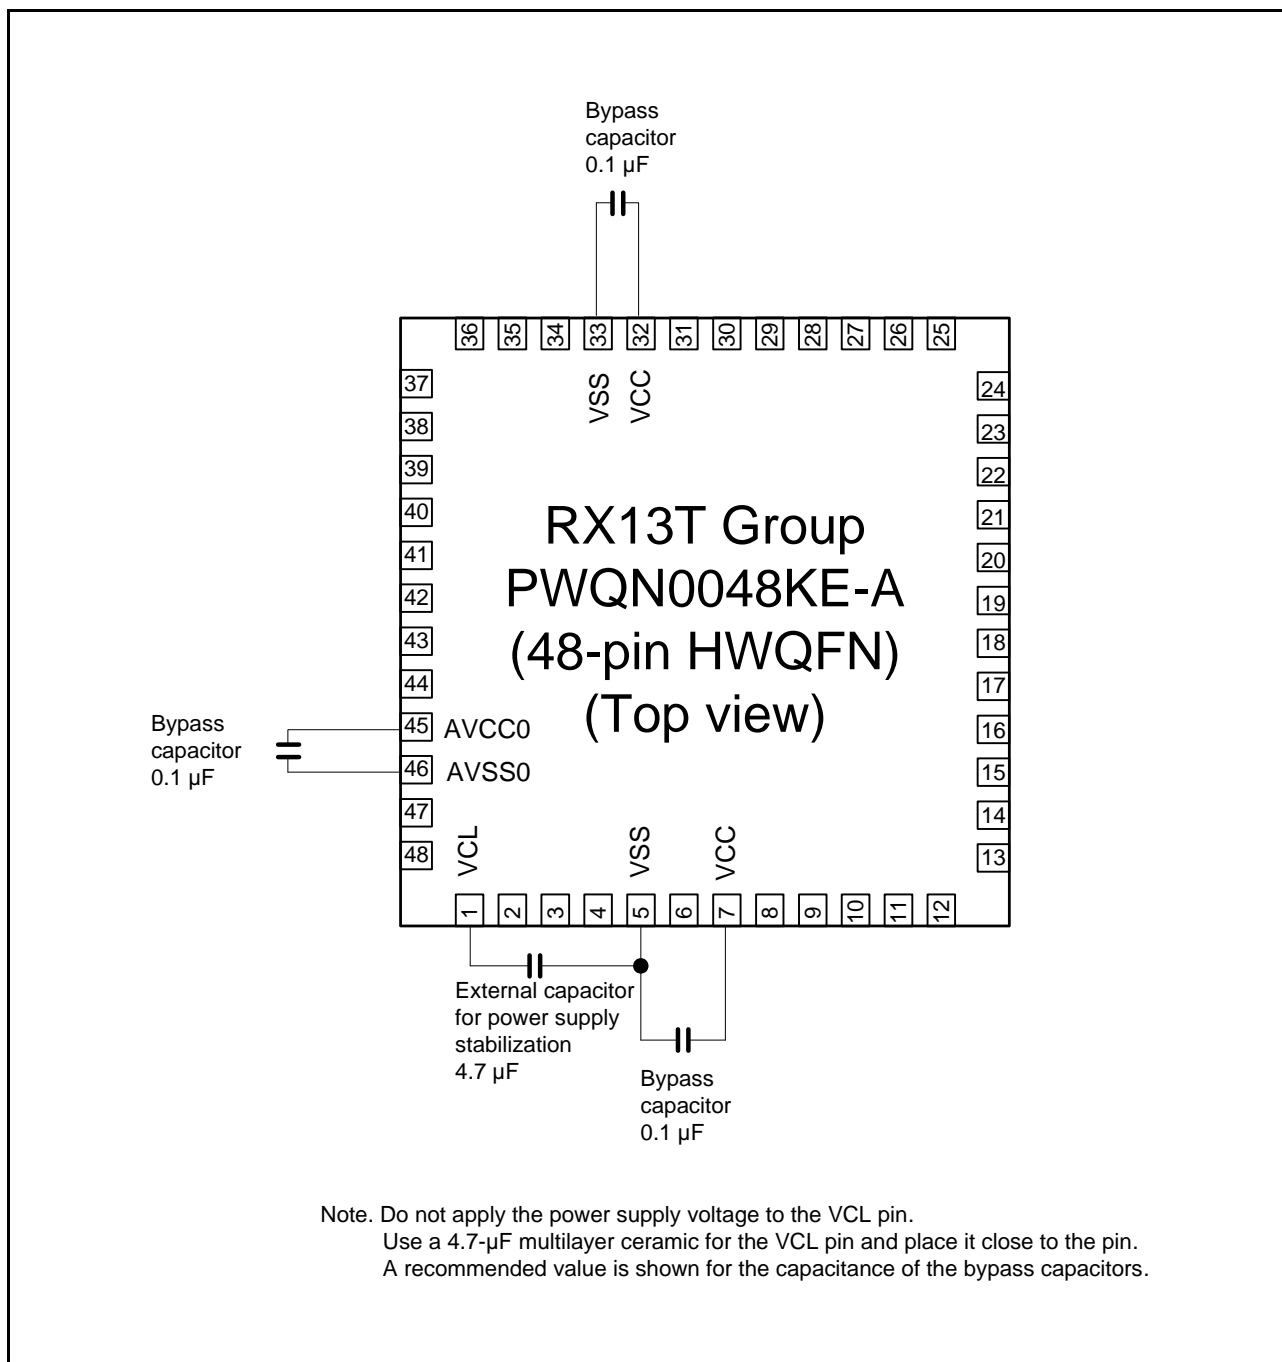 Bypass
capacitor
0.1 µF
36 35 34 33 32 31 30 29 28 27 26 25
VSS VCC
37
38
39
40
41
42
43
44
45 AVCC0
46 AVSS0
47
48
24
23
22
21
20
19
18
17
16
15
14
13
RX13T Group
PWQN0048KE-A
(48-pin HWQFN)
(Top view)
Bypass
capacitor
0.1 µF
VCL VSS VCC
1 2 3 4 5 6 7 8 9 10 11 12
External capacitor
for power supply
stabilization
4.7 µF
Bypass
capacitor
0.1 µF
Note. Do not apply the power supply voltage to the VCL pin.
Use a 4.7-µF multilayer ceramic for the VCL pin and place it close to the pin.
A recommended value is shown for the capacitance of the bypass capacitors.